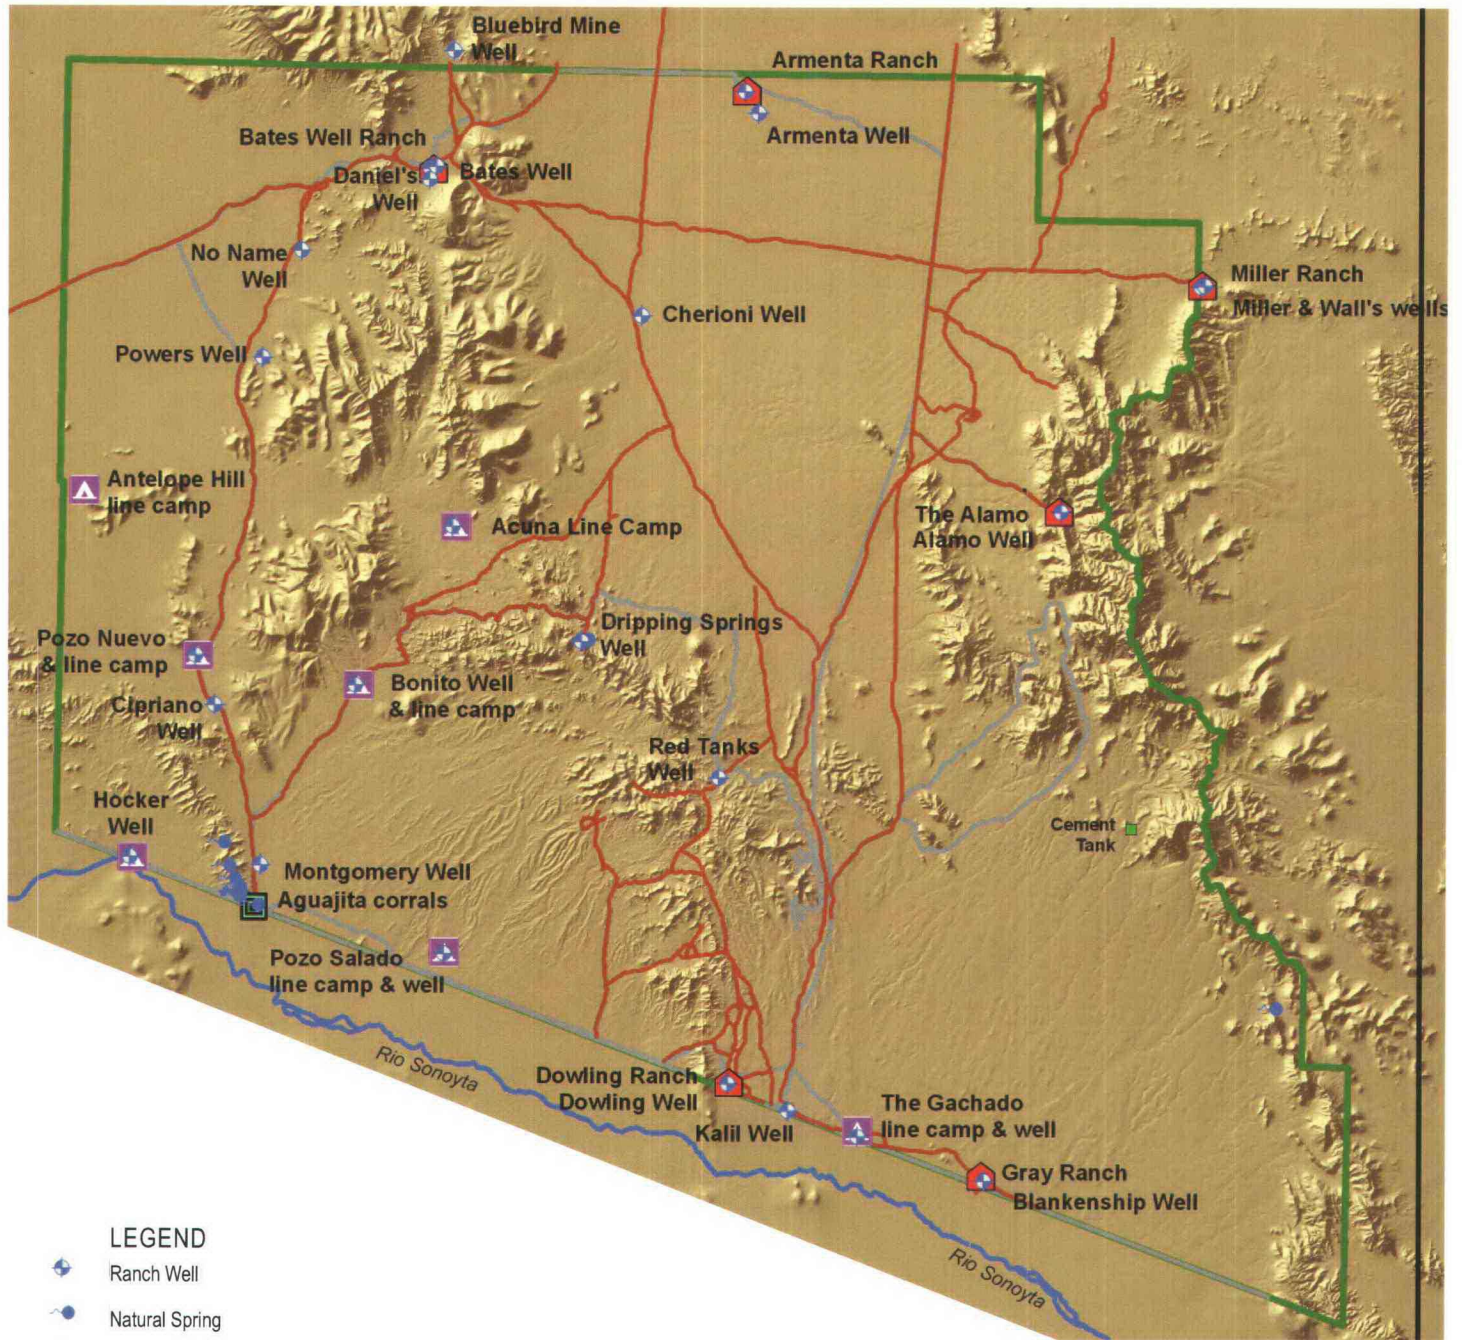 Bluebird Mine
Well
Armenta Ranch
Armenta Well
Bates Well Ranch
Daniel's
Well
Bates Well
No Name
Well
Miller Ranch
Miller & Wall's wells
Cherioni Well
Powers Well
Antelope Hill
line camp
Acuna Line Camp
The Alamo
Alamo Well
Pozo Nuevo
& line camp
Dripping Springs
Well
Bonito Well
& line camp
Cipriano
Well
Red Tanks
Well
Hocker
Well
Cement
Tank
Montgomery Well
Aguajita corrals
Pozo Salado
line camp & well
Rio Sonoyta
Dowling Ranch
Dowling Well
Kalil Well
The Gachado
line camp & well
Gray Ranch
Blankenship Well
Rio Sonoyta
LEGEND
Ranch Well
Natural Spring